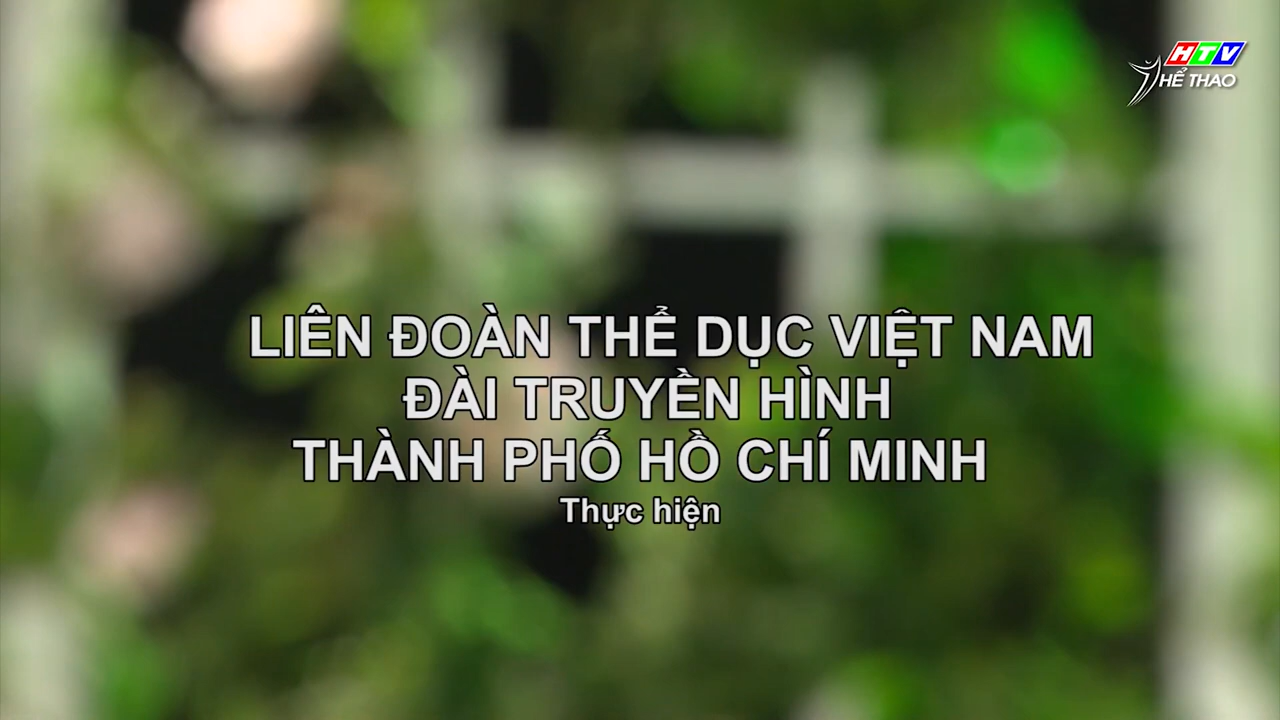 HTV
THỂ THAO
LIÊN ĐOÀN THỂ DỤC VIỆT NAM
ĐÀI TRUYỀN HÌNH
THÀNH PHỐ HỒ CHÍ MINH
Thực hiện